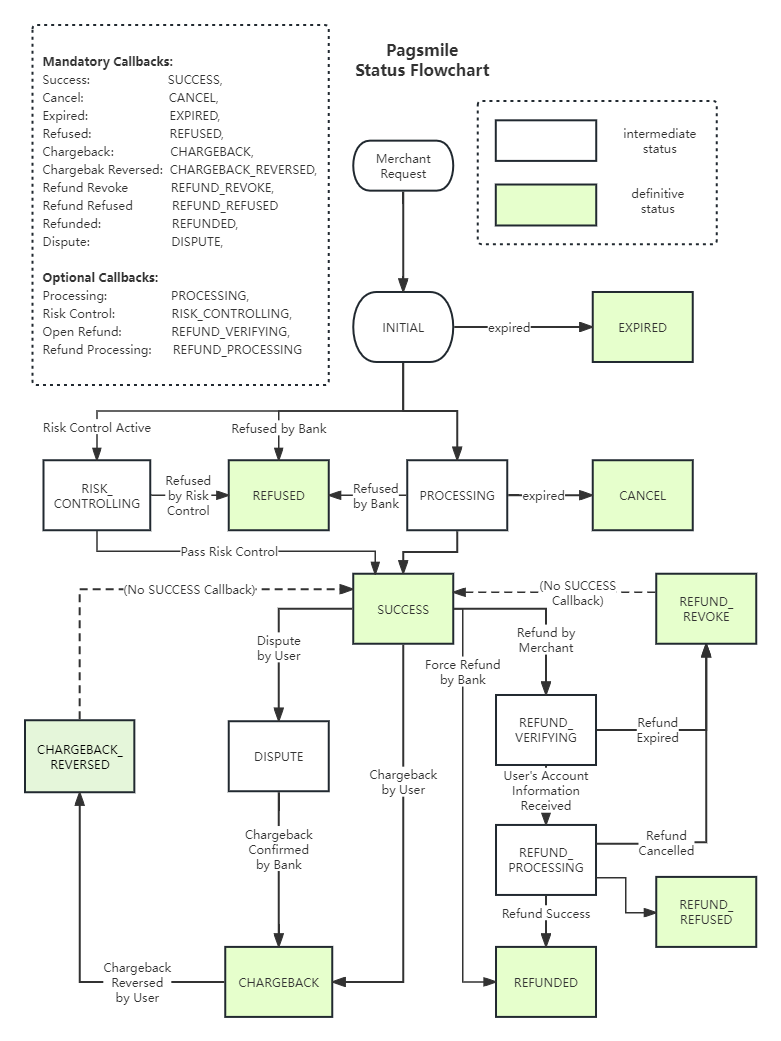 Pagsmile
Status Flowchart
Mandatory Callbacks:
Success: SUCCESS,
Cancel: CANCEL,
Expired: EXPIRED,
Refused: REFUSED,
Chargeback: CHARGEBACK,
Chargebak Reversed: CHARGEBACK_REVERSED,
Refund Revoke REFUND_REVOKE,
Refund Refused REFUND_REFUSED
Refunded: REFUNDED,
Dispute: DISPUTE,
Optional Callbacks:
Processing: PROCESSING,
Risk Control: RISK_CONTROLLING,
Open Refund: REFUND_VERIFYING,
Refund Processing: REFUND_PROCESSING
intermediate
status
definitive
status
Merchant
Request
INITIAL
expired
EXPIRED
Risk Control Active
Refused by Bank
RISK_
CONTROLLING
Refused
by Risk
Control
REFUSED
Refused
by Bank
PROCESSING
expired
CANCEL
Pass Risk Control
(No SUCCESS Callback)
SUCCESS
(No SUCCESS
Callback)
REFUND_
REVOKE
Dispute
by User
Force Refund
by Bank
Refund by
Merchant
CHARGEBACK_
REVERSED
DISPUTE
REFUND_
VERIFYING
Refund
Expired
Chargeback
by User
User's Account
Information
Received
Chargeback
Confirmed
by Bank
REFUND_
PROCESSING
Refund
Cancelled
Refund Success
REFUND_
REFUSED
Chargeback
Reversed
by User
CHARGEBACK
REFUNDED